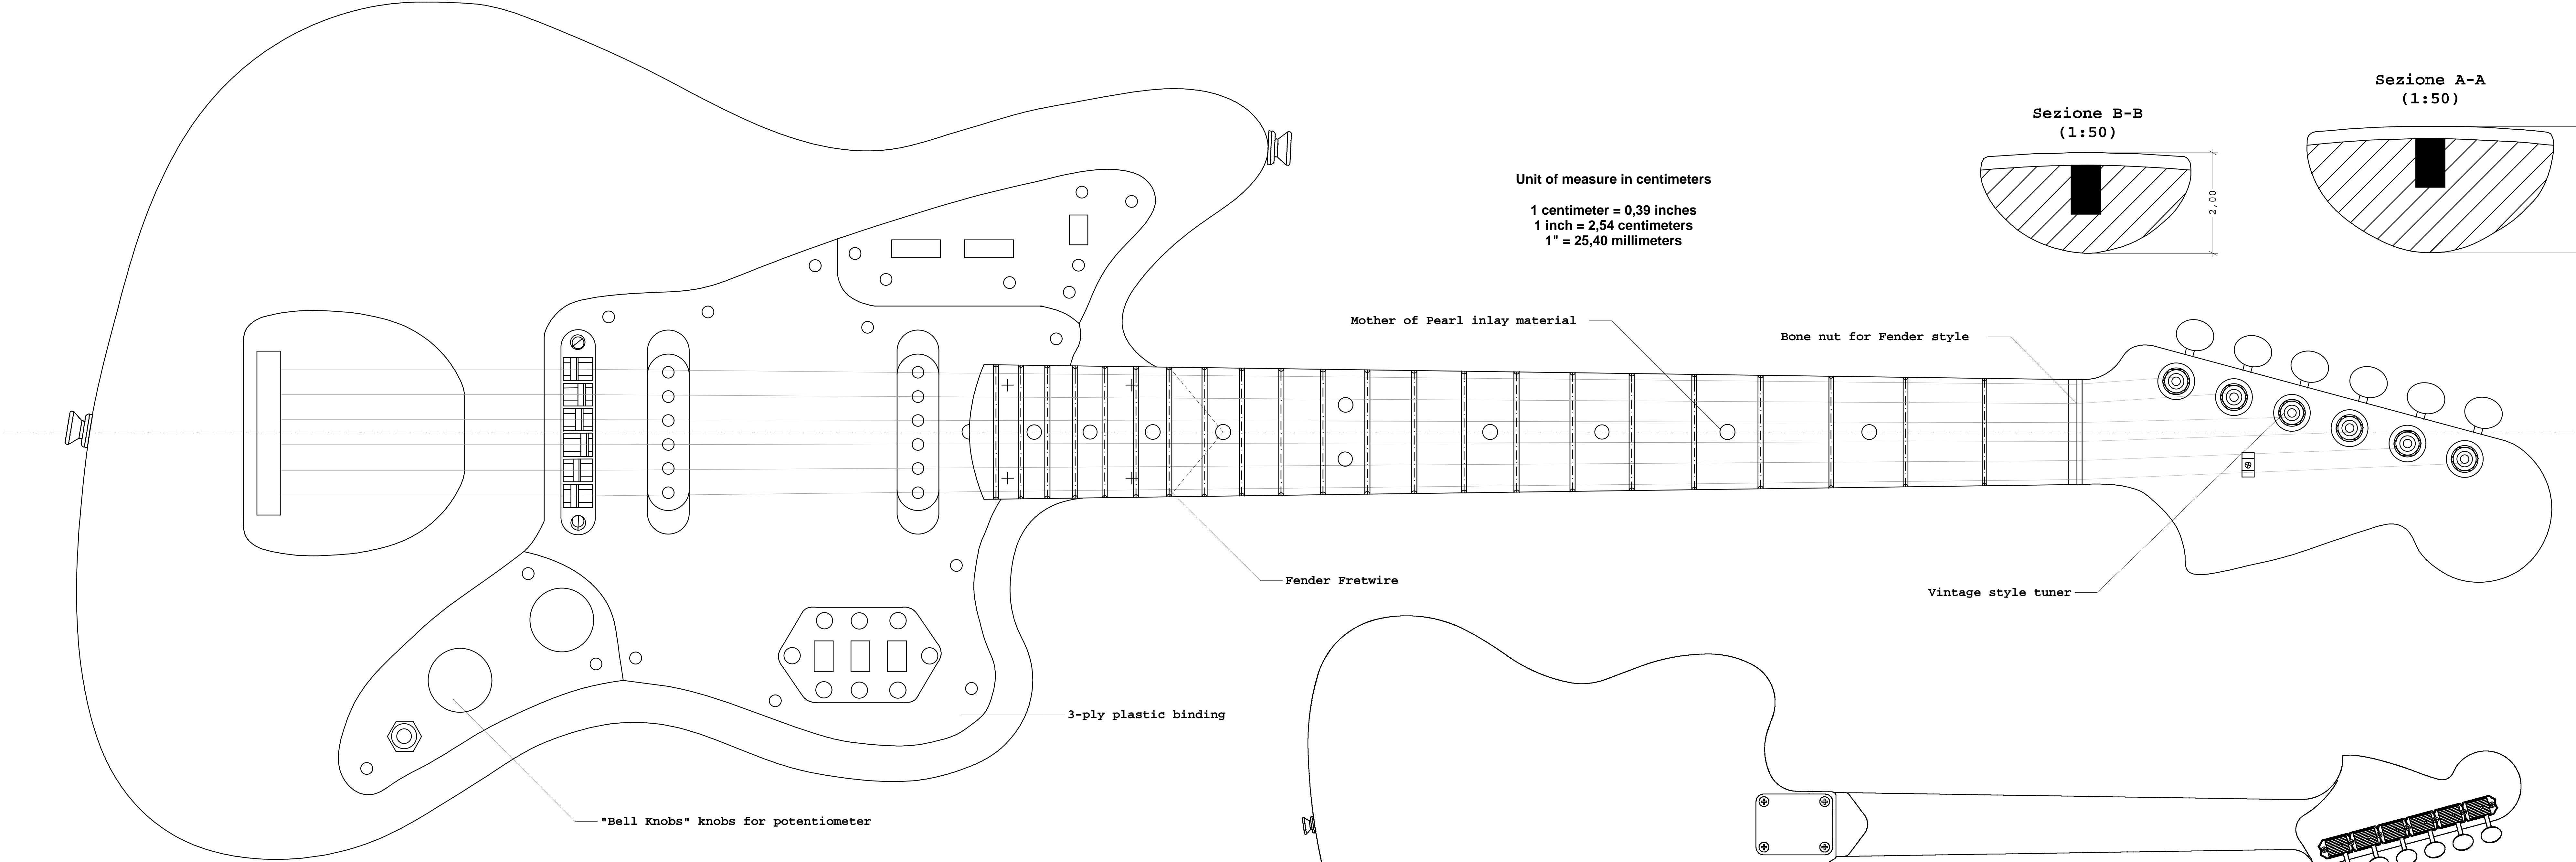 Sezione A-A
(1:50)
Sezione B-B
(1:50)
Unit of measure in centimeters
1 centimeter = 0,39 inches
1 inch = 2,54 centimeters
1" = 25,40 millimeters
2,00
Mother of Pearl inlay material
Bone nut for Fender style
Fender Fretwire
Vintage style tuner
3-ply plastic binding
"Bell Knobs" knobs for potentiometer